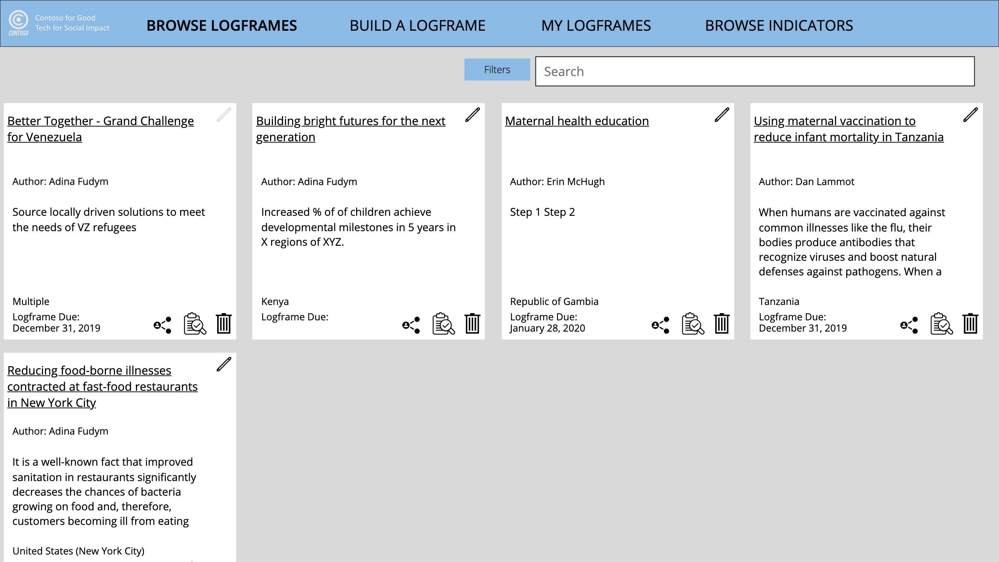 Contoso for Good
Tech for Social Impact
CONTOSO
BROWSE LOGFRAMES
BUILD A LOGFRAME
MY LOGFRAMES
BROWSE INDICATORS
Filters
Search
Better Together - Grand Challenge
for Venezuela
Author: Adina Fudym
Source locally driven solutions to meet
the needs of VZ refugees
Multiple
Logframe Due:
December 31, 2019
Building bright futures for the next
generation
Author: Adina Fudym
Increased % of of children achieve
developmental milestones in 5 years in
X regions of XYZ.
Kenya
Logframe Due:
Maternal health education
Author: Erin McHugh
Step 1 Step 2
Republic of Gambia
Logframe Due:
January 28, 2020
Using maternal vaccination to
reduce infant mortality in Tanzania
Author: Dan Lammot
When humans are vaccinated against
common illnesses like the flu, their
bodies produce antibodies that
recognize viruses and boost natural
defenses against pathogens. When a
Tanzania
Logframe Due:
December 31, 2019
Reducing food-borne illnesses
contracted at fast-food restaurants
in New York City
Author: Adina Fudym
It is a well-known fact that improved
sanitation in restaurants significantly
decreases the chances of bacteria
growing on food and, therefore,
customers becoming ill from eating
United States (New York City)